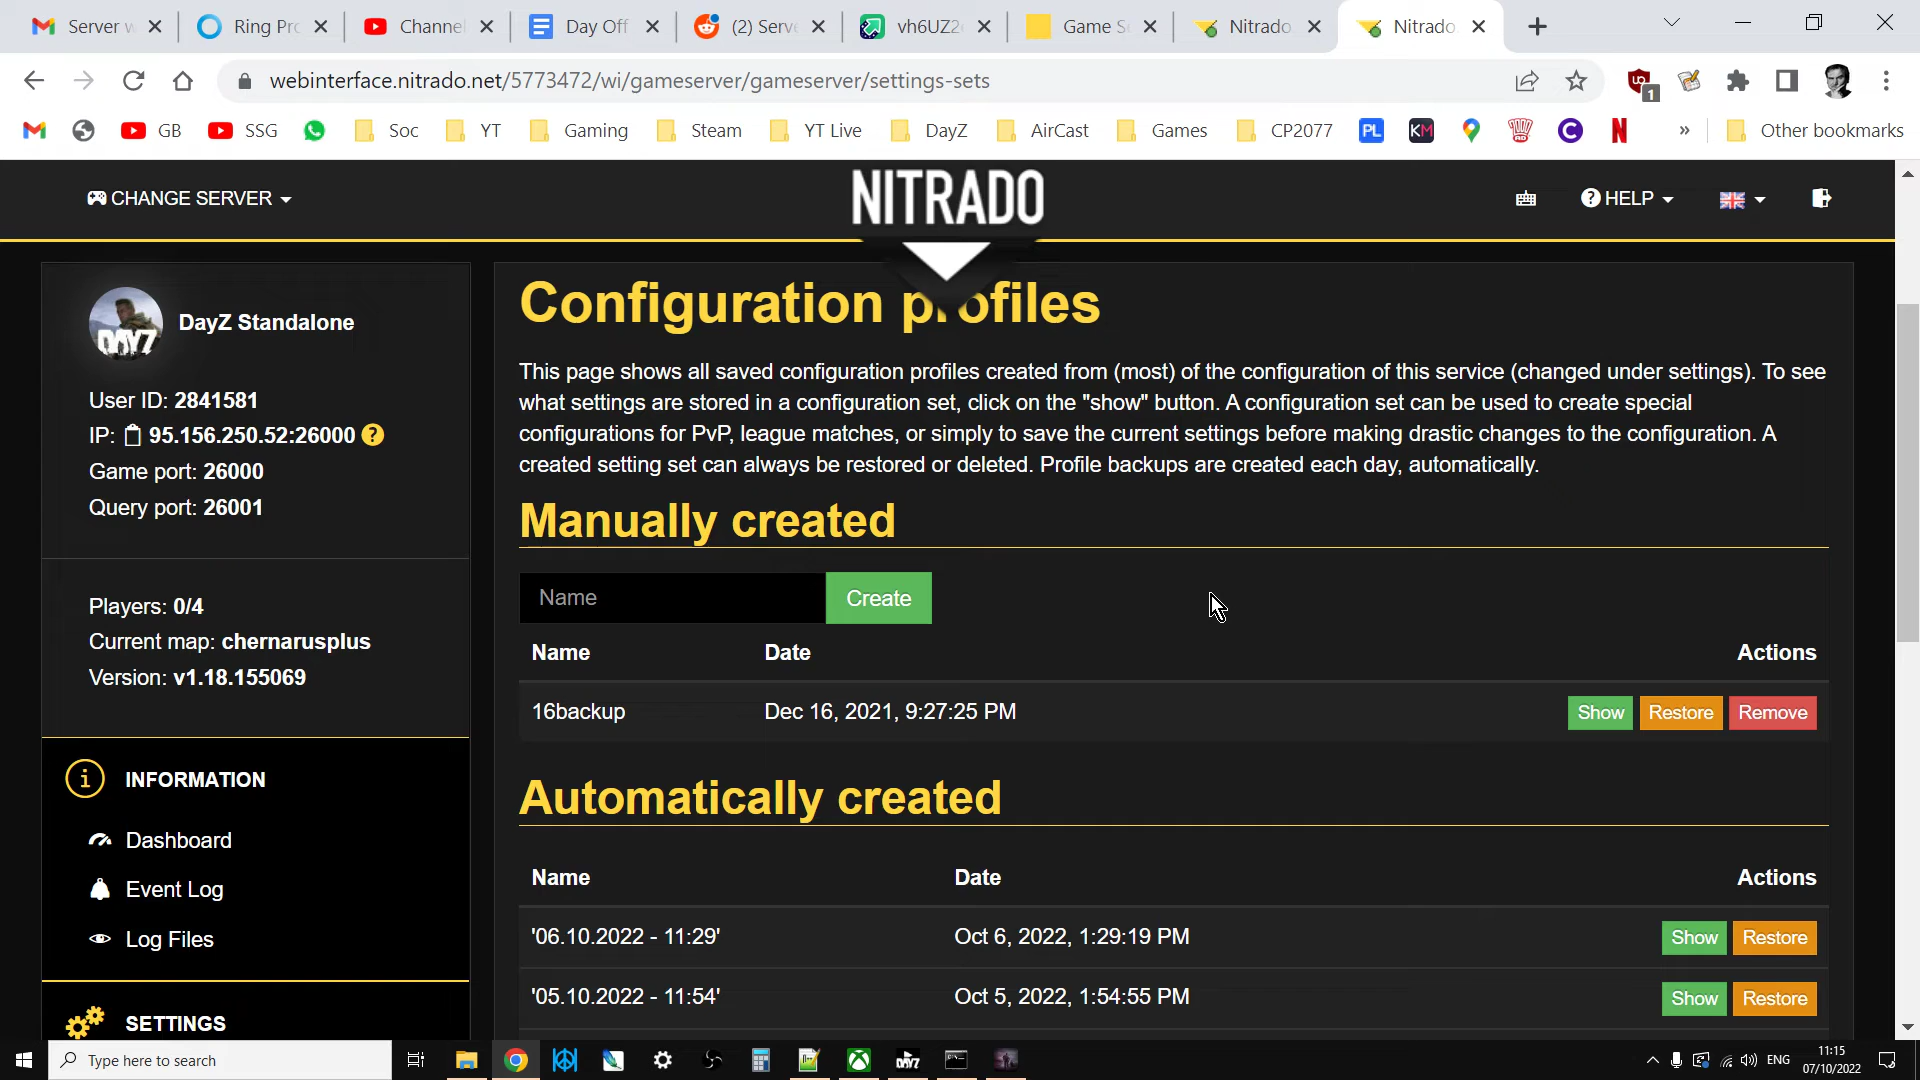 Server w
Ring Pro
Channel
Day Off
(2) Serve
vh6UZ2
Game Se
Nitrado
Nitrado
webinterface.nitrado.net/5773472/wi/gameserver/gameserver/settings-sets
1
GB
SSG
Soc
YT
Gaming
Steam
YT Live
DayZ
AirCast
Games
CP2077
PL
KM
»
Other bookmarks
CHANGE SERVER
NITRADO
HELP
DAYZ
DayZ Standalone
User ID: 2841581
IP: 95.156.250.52:26000 ?
Game port: 26000
Query port: 26001
Players: 0/4
Current map: chernarusplus
Version: v1.18.155069
INFORMATION
Dashboard
Event Log
Log Files
SETTINGS
Configuration profiles
This page shows all saved configuration profiles created from (most) of the configuration of this service (changed under settings). To see
what settings are stored in a configuration set, click on the "show" button. A configuration set can be used to create special
configurations for PvP, league matches, or simply to save the current settings before making drastic changes to the configuration. A
created setting set can always be restored or deleted. Profile backups are created each day, automatically.
Manually created
Name
Create
Name Date Actions
16backup Dec 16, 2021, 9:27:25 PM Show Restore Remove
Automatically created
Name Date Actions
'06.10.2022 - 11:29' Oct 6, 2022, 1:29:19 PM Show Restore
'05.10.2022 - 11:54' Oct 5, 2022, 1:54:55 PM Show Restore
Type here to search
DAYZ
ENG
11:15
07/10/2022